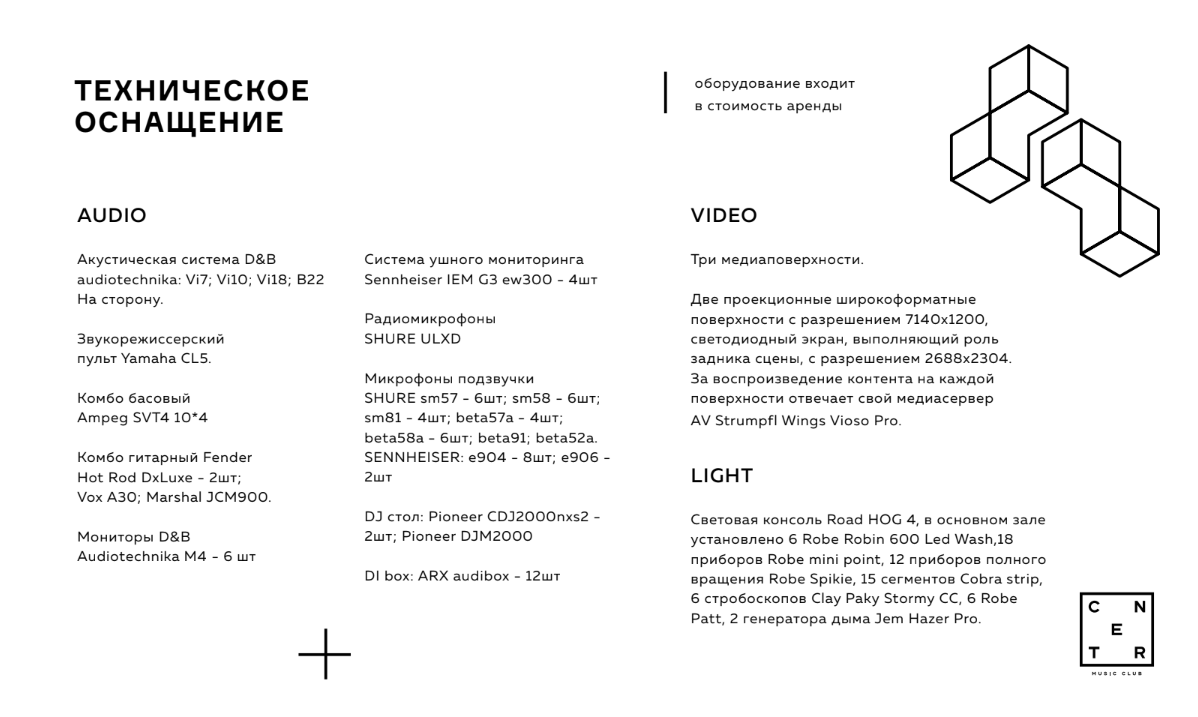 ТЕХНИЧЕСКОЕ
ОСНАЩЕНИЕ
оборудование входит
в стоимость аренды
AUDIO
Акустическая система D&B
audiotechnika: Vi7; Vi10; Vi18; B22
На сторону.
Звукорежиссерский
пульт Yamaha CL5.
Комбо басовый
Ampeg SVT4 10*4
Комбо гитарный Fender
Hot Rod DxLuxe - 2шт;
Vox A30; Marshal JCM900.
Мониторы D&B
Audiotechnika M4 - 6 шт
Система ушного мониторинга
Sennheiser IEM G3 ew300 - 4шт
Радиомикрофоны
SHURE ULXD
Микрофоны подзвучки
SHURE sm57 - 6шт; sm58 - 6шт;
sm81 - 4шт; beta57a - 4шт;
beta58a - 6шт; beta91; beta52a.
SENNHEISER: e904 - 8шт; e906 -
2шт
DJ стол: Pioneer CDJ2000nxs2 -
2шт; Pioneer DJM2000
DI box: ARX audibox - 12шт
VIDEO
Три медиаповерхности.
Две проекционные широкоформатные
поверхности с разрешением 7140x1200,
светодиодный экран, выполняющий роль
задника сцены, с разрешением 2688x2304.
За воспроизведение контента на каждой
поверхности отвечает свой медиасервер
AV Strumpfl Wings Vioso Pro.
LIGHT
Световая консоль Road HOG 4, в основном зале
установлено 6 Robe Robin 600 Led Wash,18
приборов Robe mini point, 12 приборов полного
вращения Robe Spikie, 15 сегментов Cobra strip,
6 стробоскопов Clay Paky Stormy CC, 6 Robe
Patt, 2 генератора дыма Jem Hazer Pro.
C N
E
T R
MUSIC CLUB